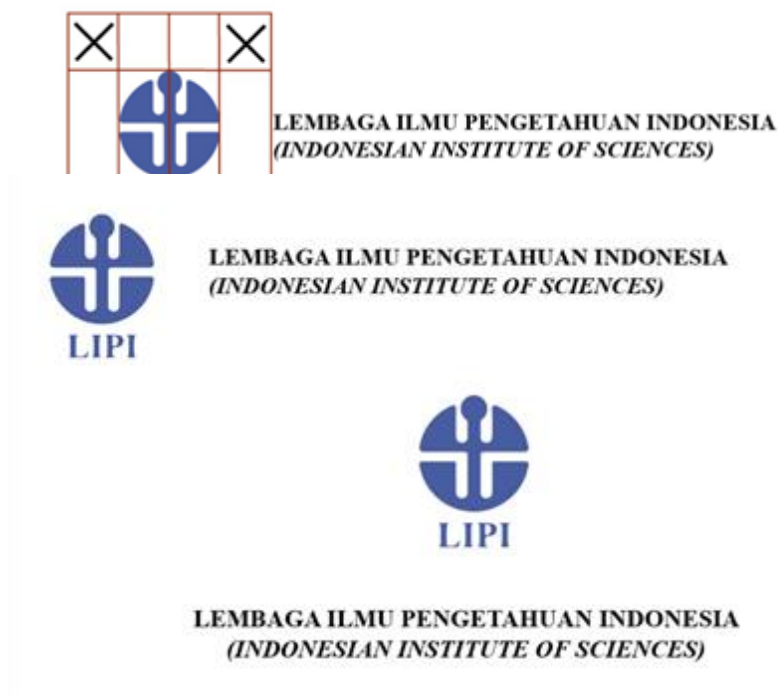 LEMBAGA ILMU PENGETAHUAN INDONESIA
(INDONESIAN INSTITUTE OF SCIENCES)
LEMBAGA ILMU PENGETAHUAN INDONESIA
(INDONESIAN INSTITUTE OF SCIENCES)
LIPI
LIPI
LEMBAGA ILMU PENGETAHUAN INDONESIA
(INDONESIAN INSTITUTE OF SCIENCES)